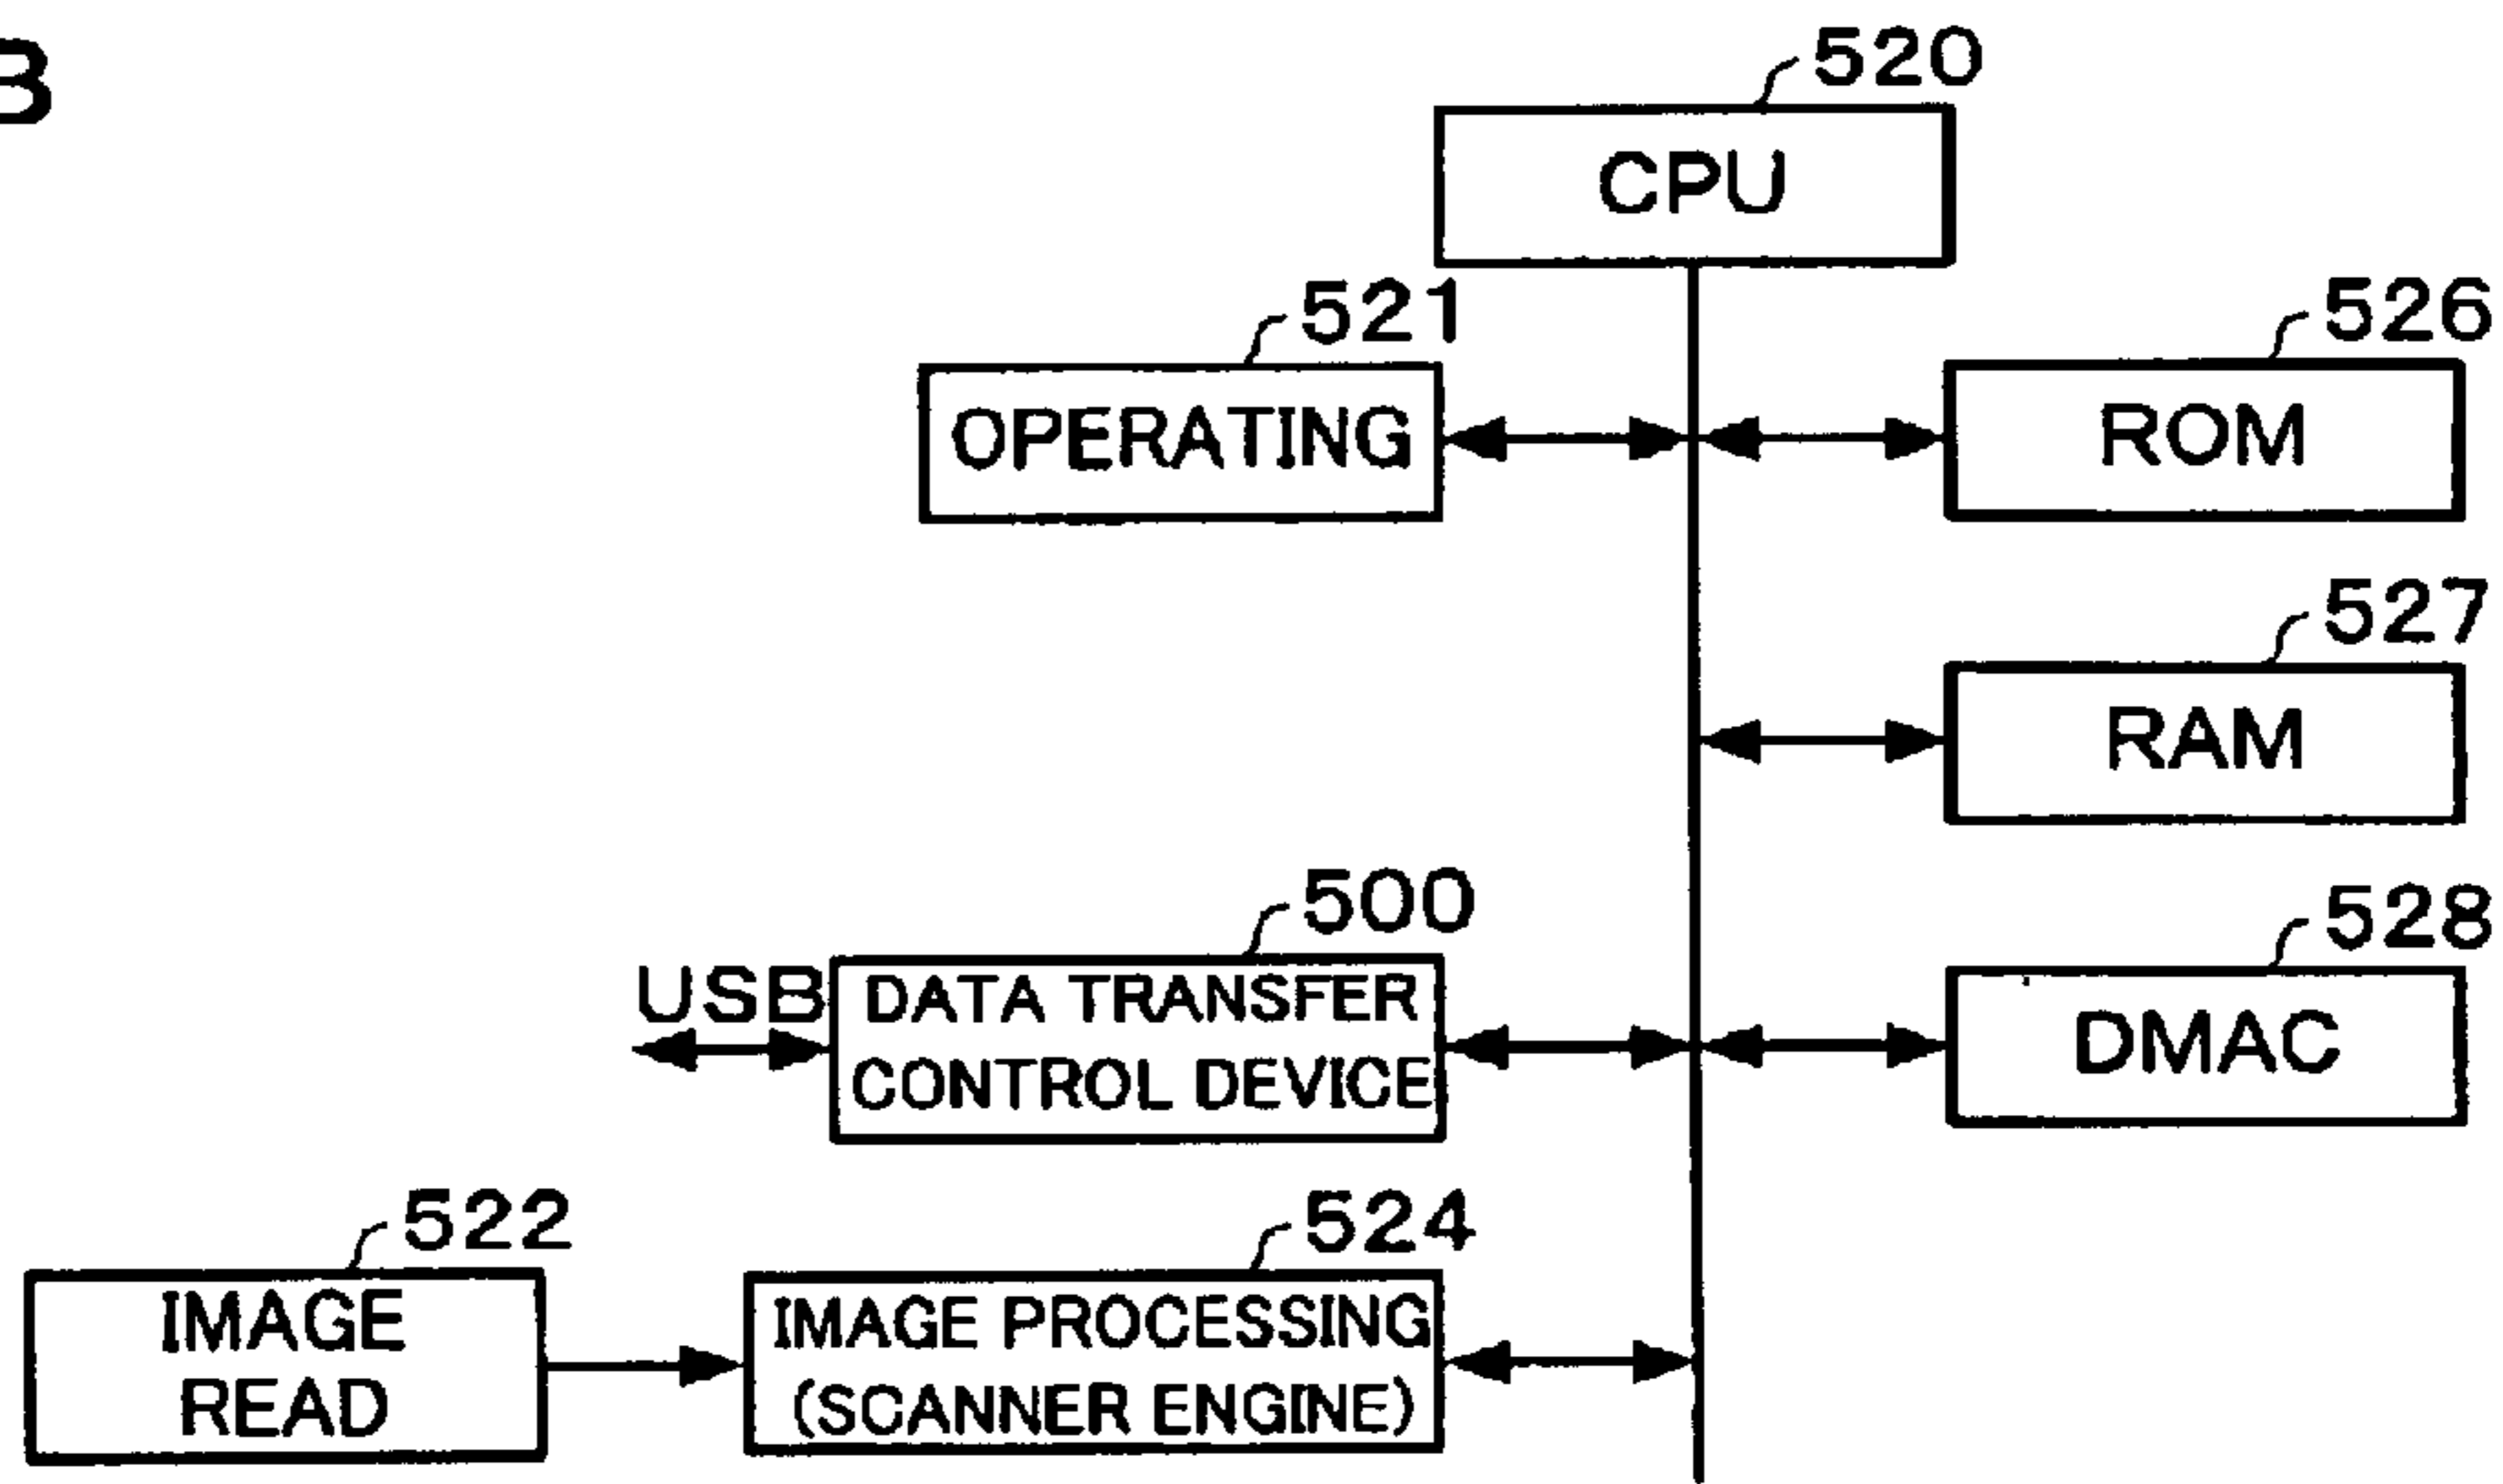 B
520
CPU
521
OPERATING
526
ROM
527
RAM
500
USB
DATA TRANSFER
CONTROL DEVICE
528
DMAC
522
IMAGE
READ
524
IMAGE PROCESSING
(SCANNER ENGINE)